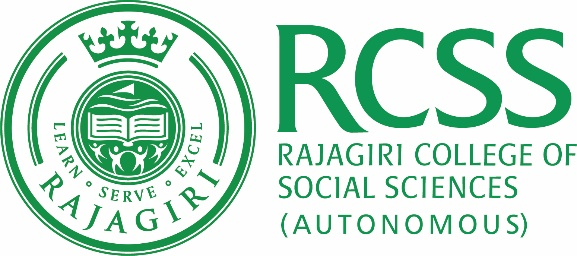 LEARN ◦ SERVE ◦ EXCEL
RAJAGIRI
RCSS
RAJAGIRI COLLEGE OF
SOCIAL SCIENCES
(AUTONOMOUS)